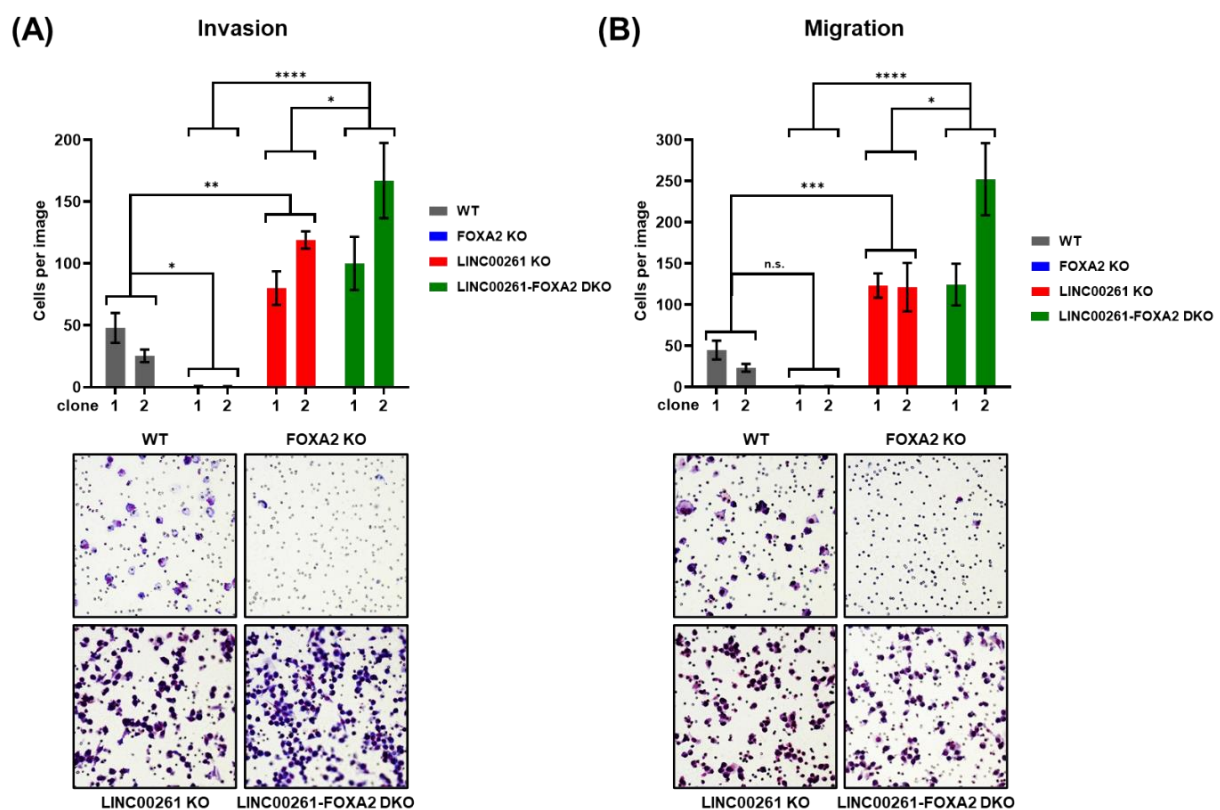 (A) Invasion
****
*
200
**
150
100
*
50
0
Cells per image
clone 1 2 1 2 1 2 1 2
WT
FOXA2 KO
LINC00261 KO
LINC00261-FOXA2 DKO
WT FOXA2 KO
LINC00261 KO LINC00261-FOXA2 DKO
(B) Migration
****
*
300
250
***
200
150
n.s.
100
50
0
Cells per image
clone 1 2 1 2 1 2 1 2
WT
FOXA2 KO
LINC00261 KO
LINC00261-FOXA2 DKO
WT FOXA2 KO
LINC00261 KO LINC00261-FOXA2 DKO